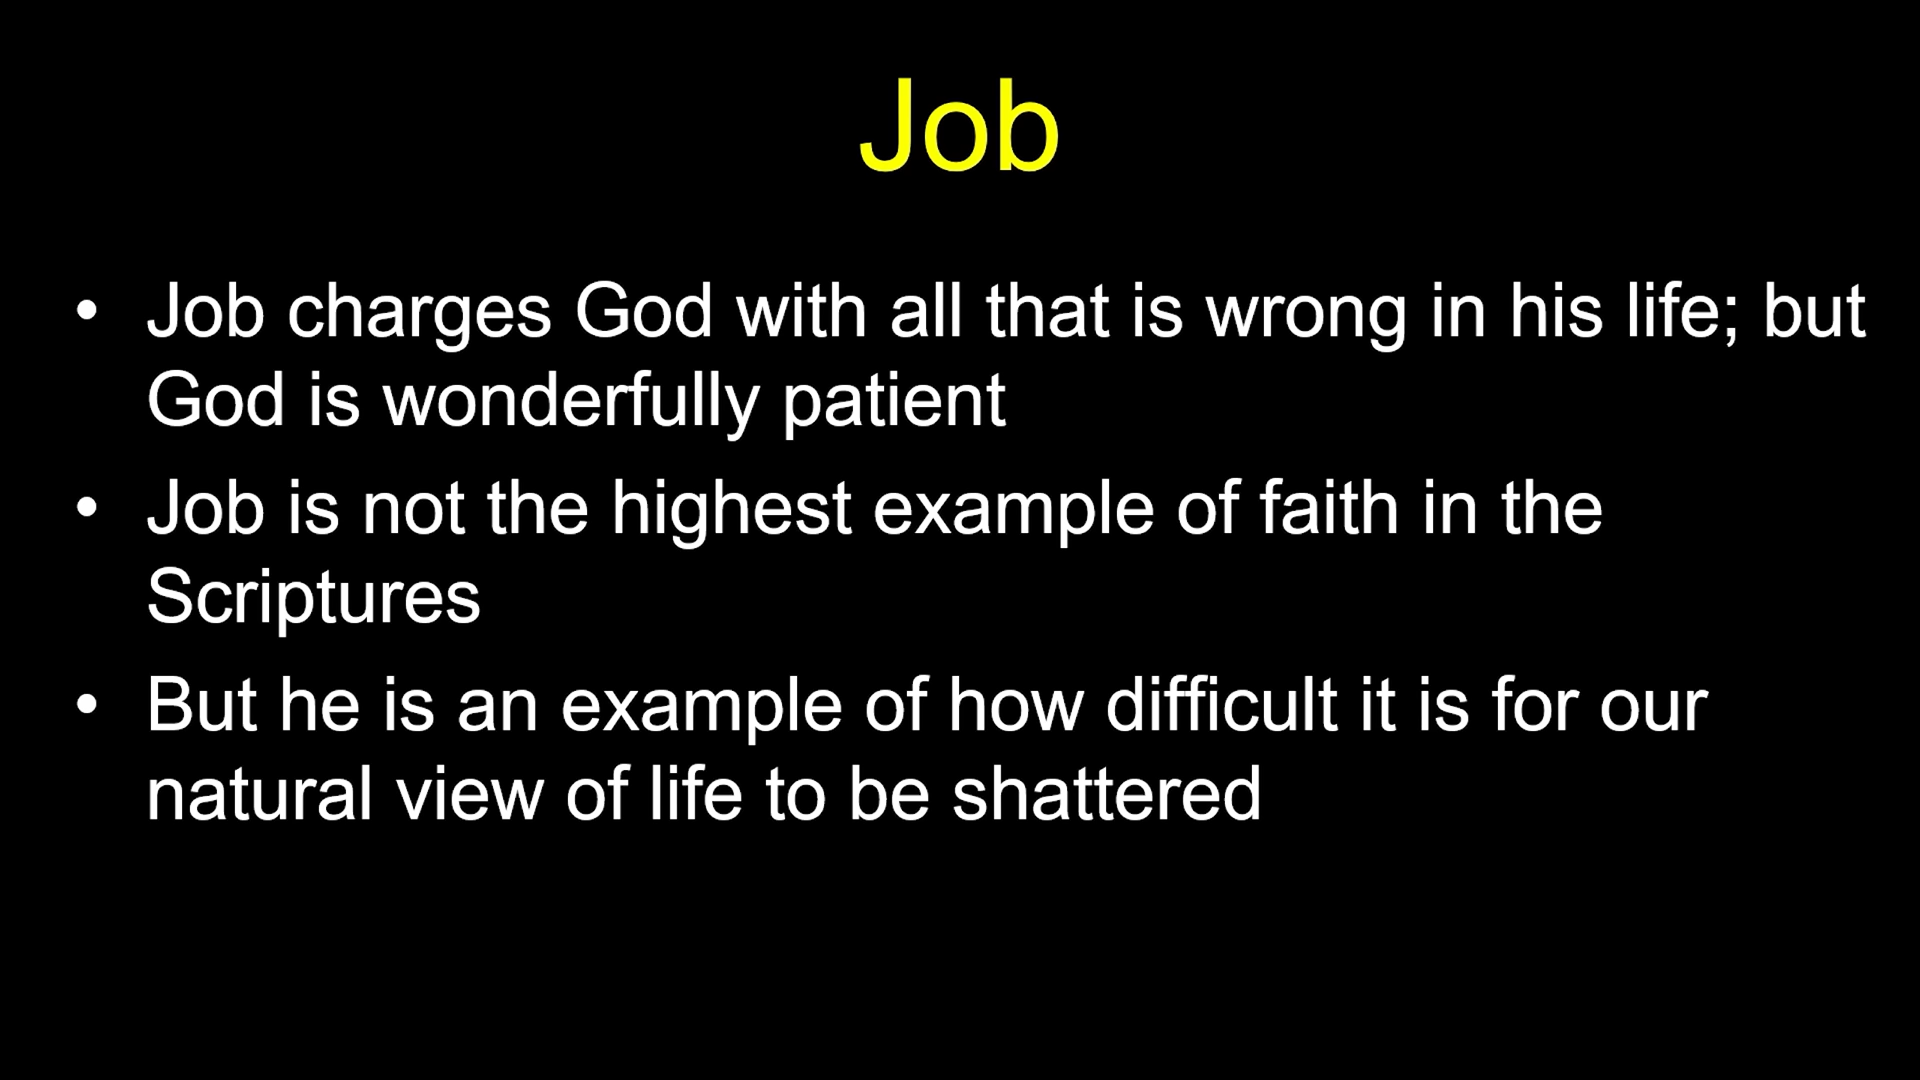 Job
• Job charges God with all that is wrong in his life; but
God is wonderfully patient
• Job is not the highest example of faith in the
Scriptures
• But he is an example of how difficult it is for our
natural view of life to be shattered